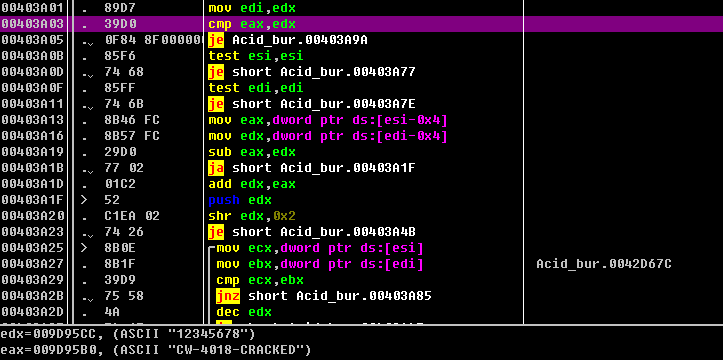 00403A01 . 89D7 mov edi,edx
00403A03 . 39D0 cmp eax,edx
00403A05 .⌄ 0F84 8F00000 je Acid_bur.00403A9A
00403A0B . 85F6 test esi,esi
00403A0D .⌄ 74 68 je short Acid_bur.00403A77
00403A0F . 85FF test edi,edi
00403A11 .⌄ 74 6B je short Acid_bur.00403A7E
00403A13 . 8B46 FC mov eax,dword ptr ds:[esi-0x4]
00403A16 . 8B57 FC mov edx,dword ptr ds:[edi-0x4]
00403A19 . 29D0 sub eax,edx
00403A1B .⌄ 77 02 ja short Acid_bur.00403A1F
00403A1D . 01C2 add edx,eax
00403A1F > 52 push edx
00403A20 . C1EA 02 shr edx,0x2
00403A23 .⌄ 74 26 je short Acid_bur.00403A4B
00403A25 > 8B0E mov ecx,dword ptr ds:[esi]
00403A27 . 8B1F mov ebx,dword ptr ds:[edi] Acid_bur.0042D67C
00403A29 . 39D9 cmp ecx,ebx
00403A2B .⌄ 75 58 jnz short Acid_bur.00403A85
00403A2D . 4A dec edx
edx=009D95CC, (ASCII "12345678")
eax=009D95B0, (ASCII "CW-4018-CRACKED")